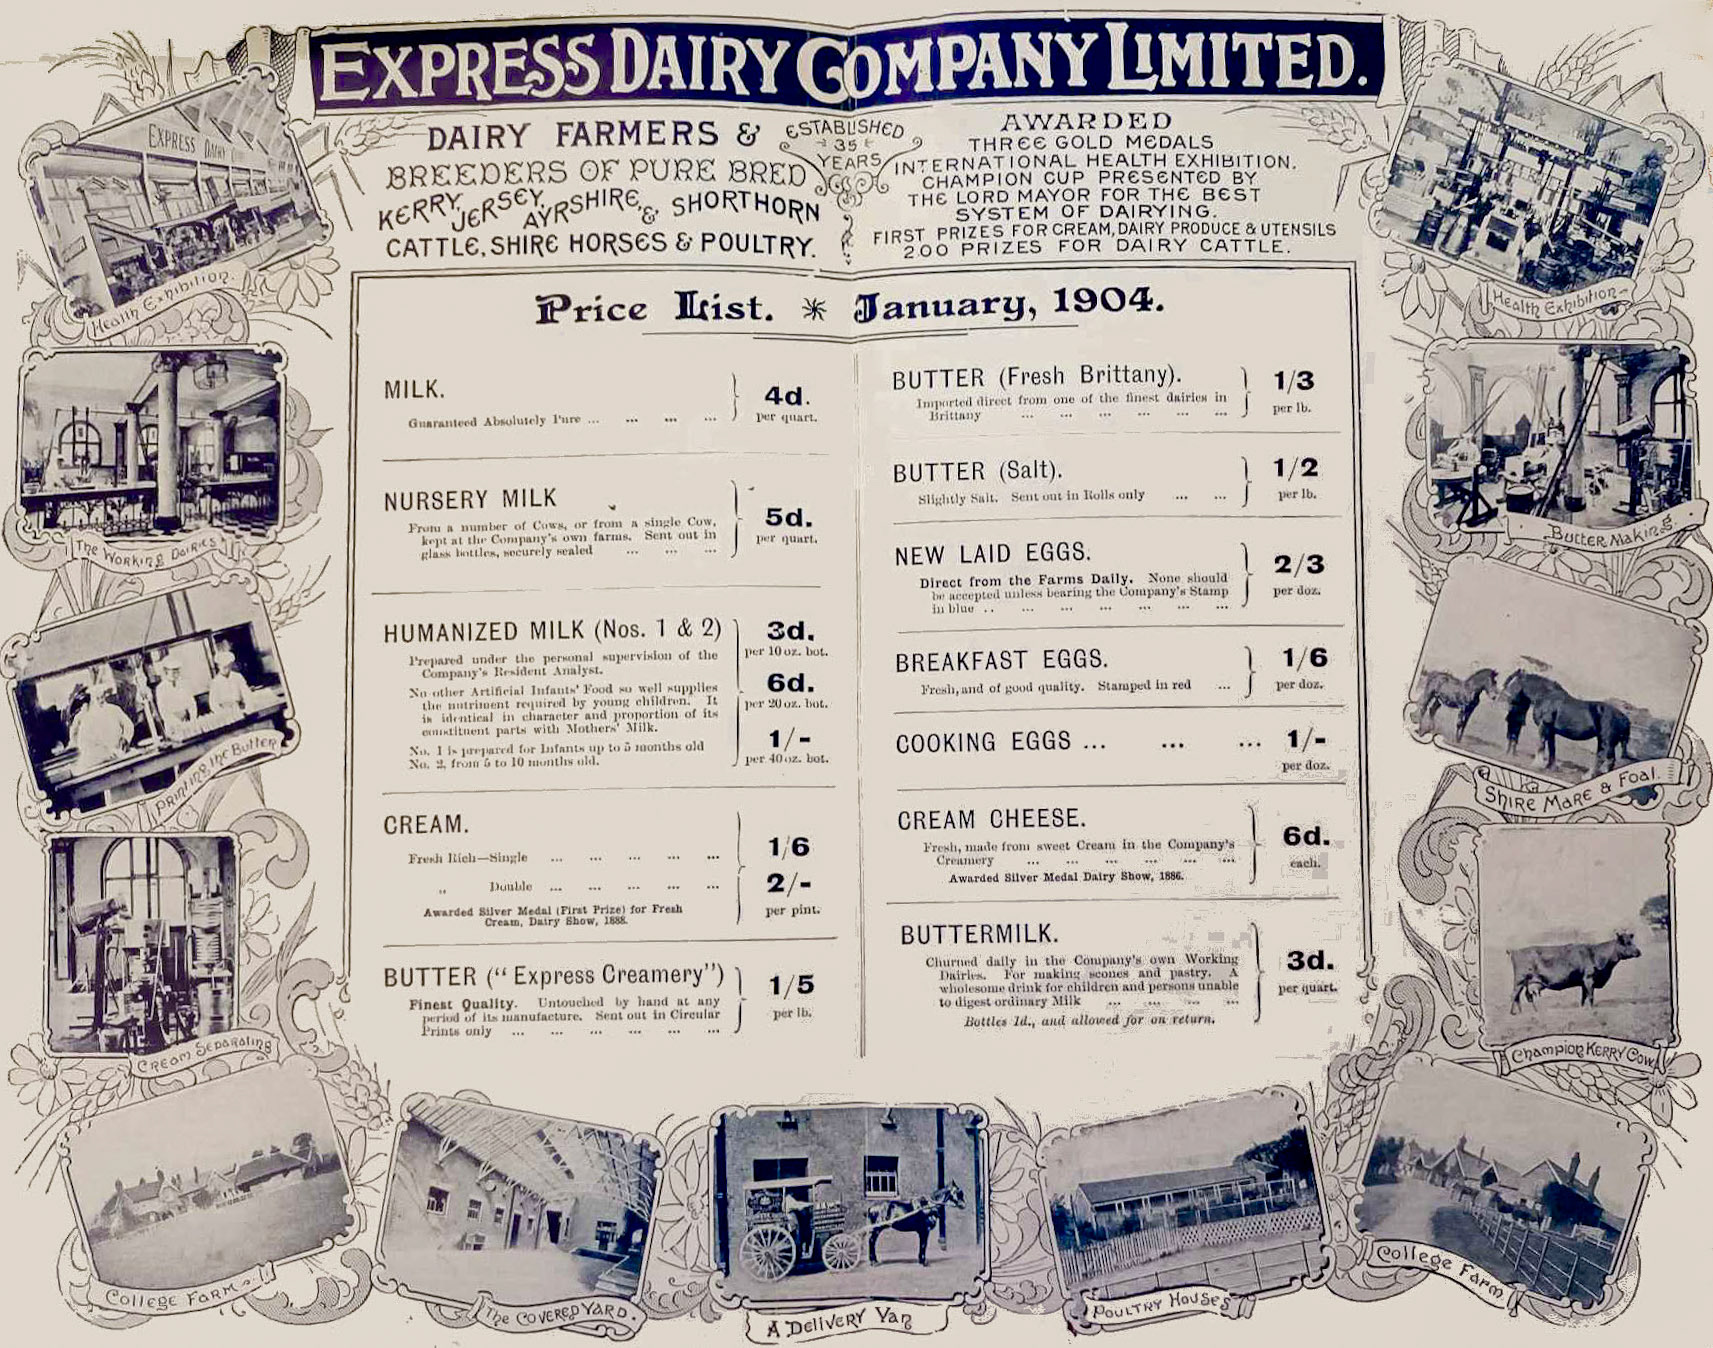 EXPRESS DAIRY COMPANY LIMITED.
DAIRY FARMERS &
BREEDERS OF PURE BRED
KERRY, JERSEY, AYRSHIRE, & SHORTHORN
CATTLE, SHIRE HORSES & POULTRY.
ESTABLISHED
35
YEARS
AWARDED
THREE GOLD MEDALS
INTERNATIONAL HEALTH EXHIBITION.
CHAMPION CUP PRESENTED BY
THE LORD MAYOR FOR THE BEST
SYSTEM OF DAIRYING.
FIRST PRIZES FOR CREAM, DAIRY PRODUCE & UTENSILS
200 PRIZES FOR DAIRY CATTLE.
Price List. January, 1904.
MILK.
Guaranteed Absolutely Pure ... ... ... ...
4d.
per quart.
NURSERY MILK
From a number of Cows, or from a single Cow,
kept at the Company's own farms. Sent out in
glass bottles, securely sealed ... ... ...
5d.
per quart.
HUMANIZED MILK (Nos. 1 & 2)
Prepared under the personal supervision of the
Company's Resident Analyst.
No other Artificial Infants' Food so well supplies
the nutriment required by young children. It
is identical in character and proportion of its
constituent parts with Mothers' Milk.
No. 1 is prepared for Infants up to 5 months old
No. 2, from 5 to 10 months old.
3d.
per 10 oz. bot.
6d.
per 20 oz. bot.
1/-
per 40 oz. bot.
CREAM.
Fresh Rich—Single ... ... ... ... ...
1/6
„ Double ... ... ... ... ...
2/-
per pint.
Awarded Silver Medal (First Prize) for Fresh
Cream, Dairy Show, 1888.
BUTTER ("Express Creamery")
Finest Quality. Untouched by hand at any
period of its manufacture. Sent out in Circular
Prints only ... ... ... ... ... ...
1/5
per lb.
BUTTER (Fresh Brittany).
Imported direct from one of the finest dairies in
Brittany ... ... ... ... ... ...
1/3
per lb.
BUTTER (Salt).
Slightly Salt. Sent out in Rolls only ... ...
1/2
per lb.
NEW LAID EGGS.
Direct from the Farms Daily. None should
be accepted unless bearing the Company's Stamp
in blue .. ... ... ... ... ... ...
2/3
per doz.
BREAKFAST EGGS.
Fresh, and of good quality. Stamped in red ...
1/6
per doz.
COOKING EGGS ... ... ...
1/-
per doz.
CREAM CHEESE.
Fresh, made from sweet Cream in the Company's
Creamery ... ... ... ... ... ...
Awarded Silver Medal Dairy Show, 1886.
6d.
each.
BUTTERMILK.
Churned daily in the Company's own Working
Dairies. For making scones and pastry. A
wholesome drink for children and persons unable
to digest ordinary Milk ... ... ... ...
Bottles 1d., and allowed for on return.
3d.
per quart.
EXPRESS DAIRY
Health Exhibition.
The Working Dairies
Printing the Butter
Cream Separating
College Farm
The Covered Yard.
A Delivery Van
Poultry Houses
College Farm
Champion Kerry Cow
Shire Mare & Foal.
Butter Making
Health Exhibition